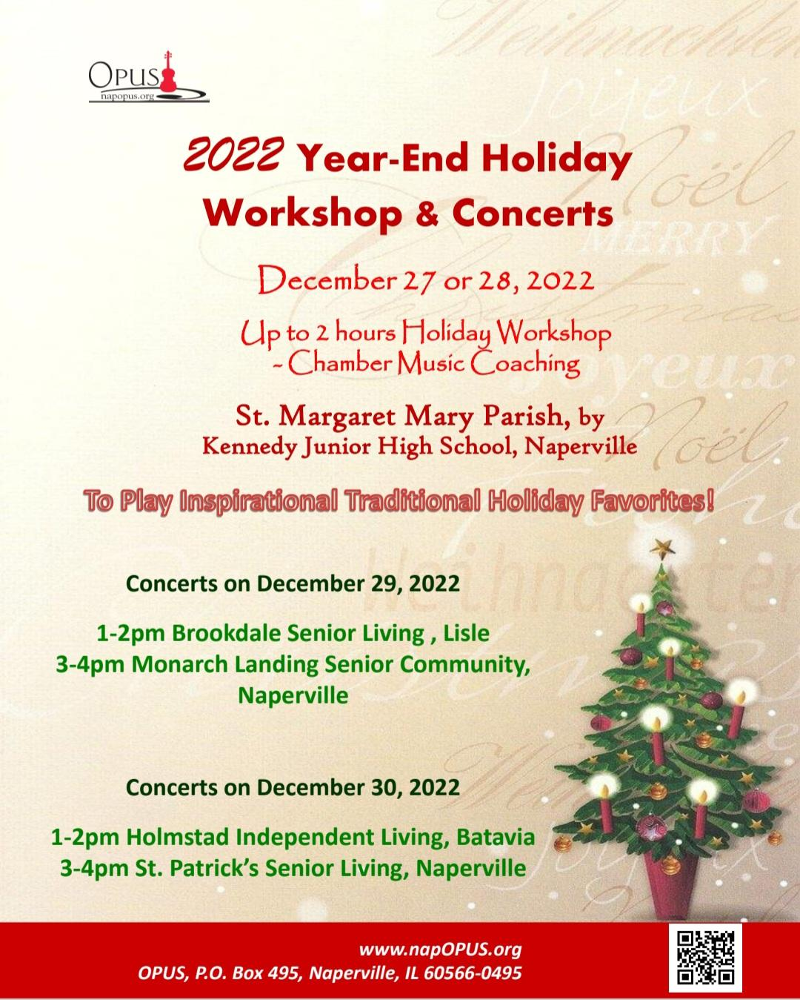 OPUS
napopus.org
Weihnachten
Joyeux
2022 Year-End Holiday
Noël
Workshop & Concerts
MERRY
Christmas
December 27 or 28, 2022
Up to 2 hours Holiday Workshop
- Chamber Music Coaching
Joyeux
St. Margaret Mary Parish, by
Kennedy Junior High School, Naperville
Noël
To Play Inspirational Traditional Holiday Favorites!
Weihnachten
Concerts on December 29, 2022
1-2pm Brookdale Senior Living , Lisle
3-4pm Monarch Landing Senior Community,
Naperville
Concerts on December 30, 2022
1-2pm Holmstad Independent Living, Batavia
3-4pm St. Patrick’s Senior Living, Naperville
Joyeux
www.napOPUS.org
OPUS, P.O. Box 495, Naperville, IL 60566-0495